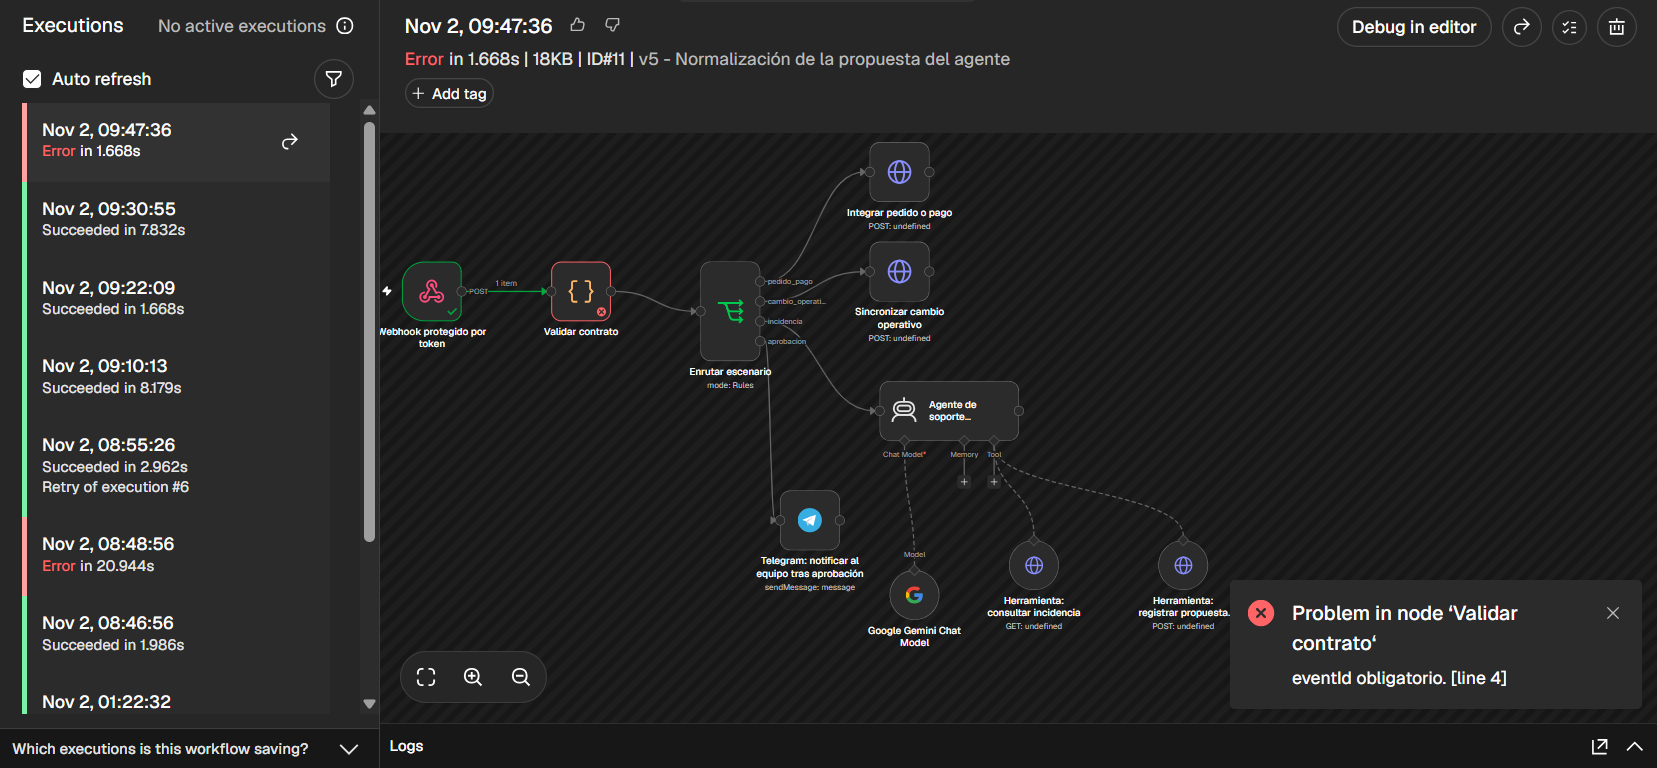 Executions
No active executions
Auto refresh
Nov 2, 09:47:36
Error in 1.668s
Nov 2, 09:30:55
Succeeded in 7.832s
Nov 2, 09:22:09
Succeeded in 1.668s
Nov 2, 09:10:13
Succeeded in 8.179s
Nov 2, 08:55:26
Succeeded in 2.962s
Retry of execution #6
Nov 2, 08:48:56
Error in 20.944s
Nov 2, 08:46:56
Succeeded in 1.986s
Nov 2, 01:22:32
Which executions is this workflow saving?
Nov 2, 09:47:36
Error in 1.668s | 18KB | ID#11 | v5 - Normalización de la propuesta del agente
+ Add tag
Debug in editor
Integrar pedido o pago
POST: undefined
Sincronizar cambio
operativo
POST: undefined
POST
1 item
Webhook protegido por
token
Validar contrato
pedido_pago
cambio_operati...
incidencia
aprobacion
Enrutar escenario
mode: Rules
Agente de
soporte...
Chat Model*
Memory
Tool
Telegram: notificar al
equipo tras aprobación
sendMessage: message
Model
Google Gemini Chat
Model
Herramienta:
consultar incidencia
GET: undefined
Herramienta:
registrar propuesta.
POST: undefined
Problem in node ‘Validar
contrato‘
eventId obligatorio. [line 4]
Logs